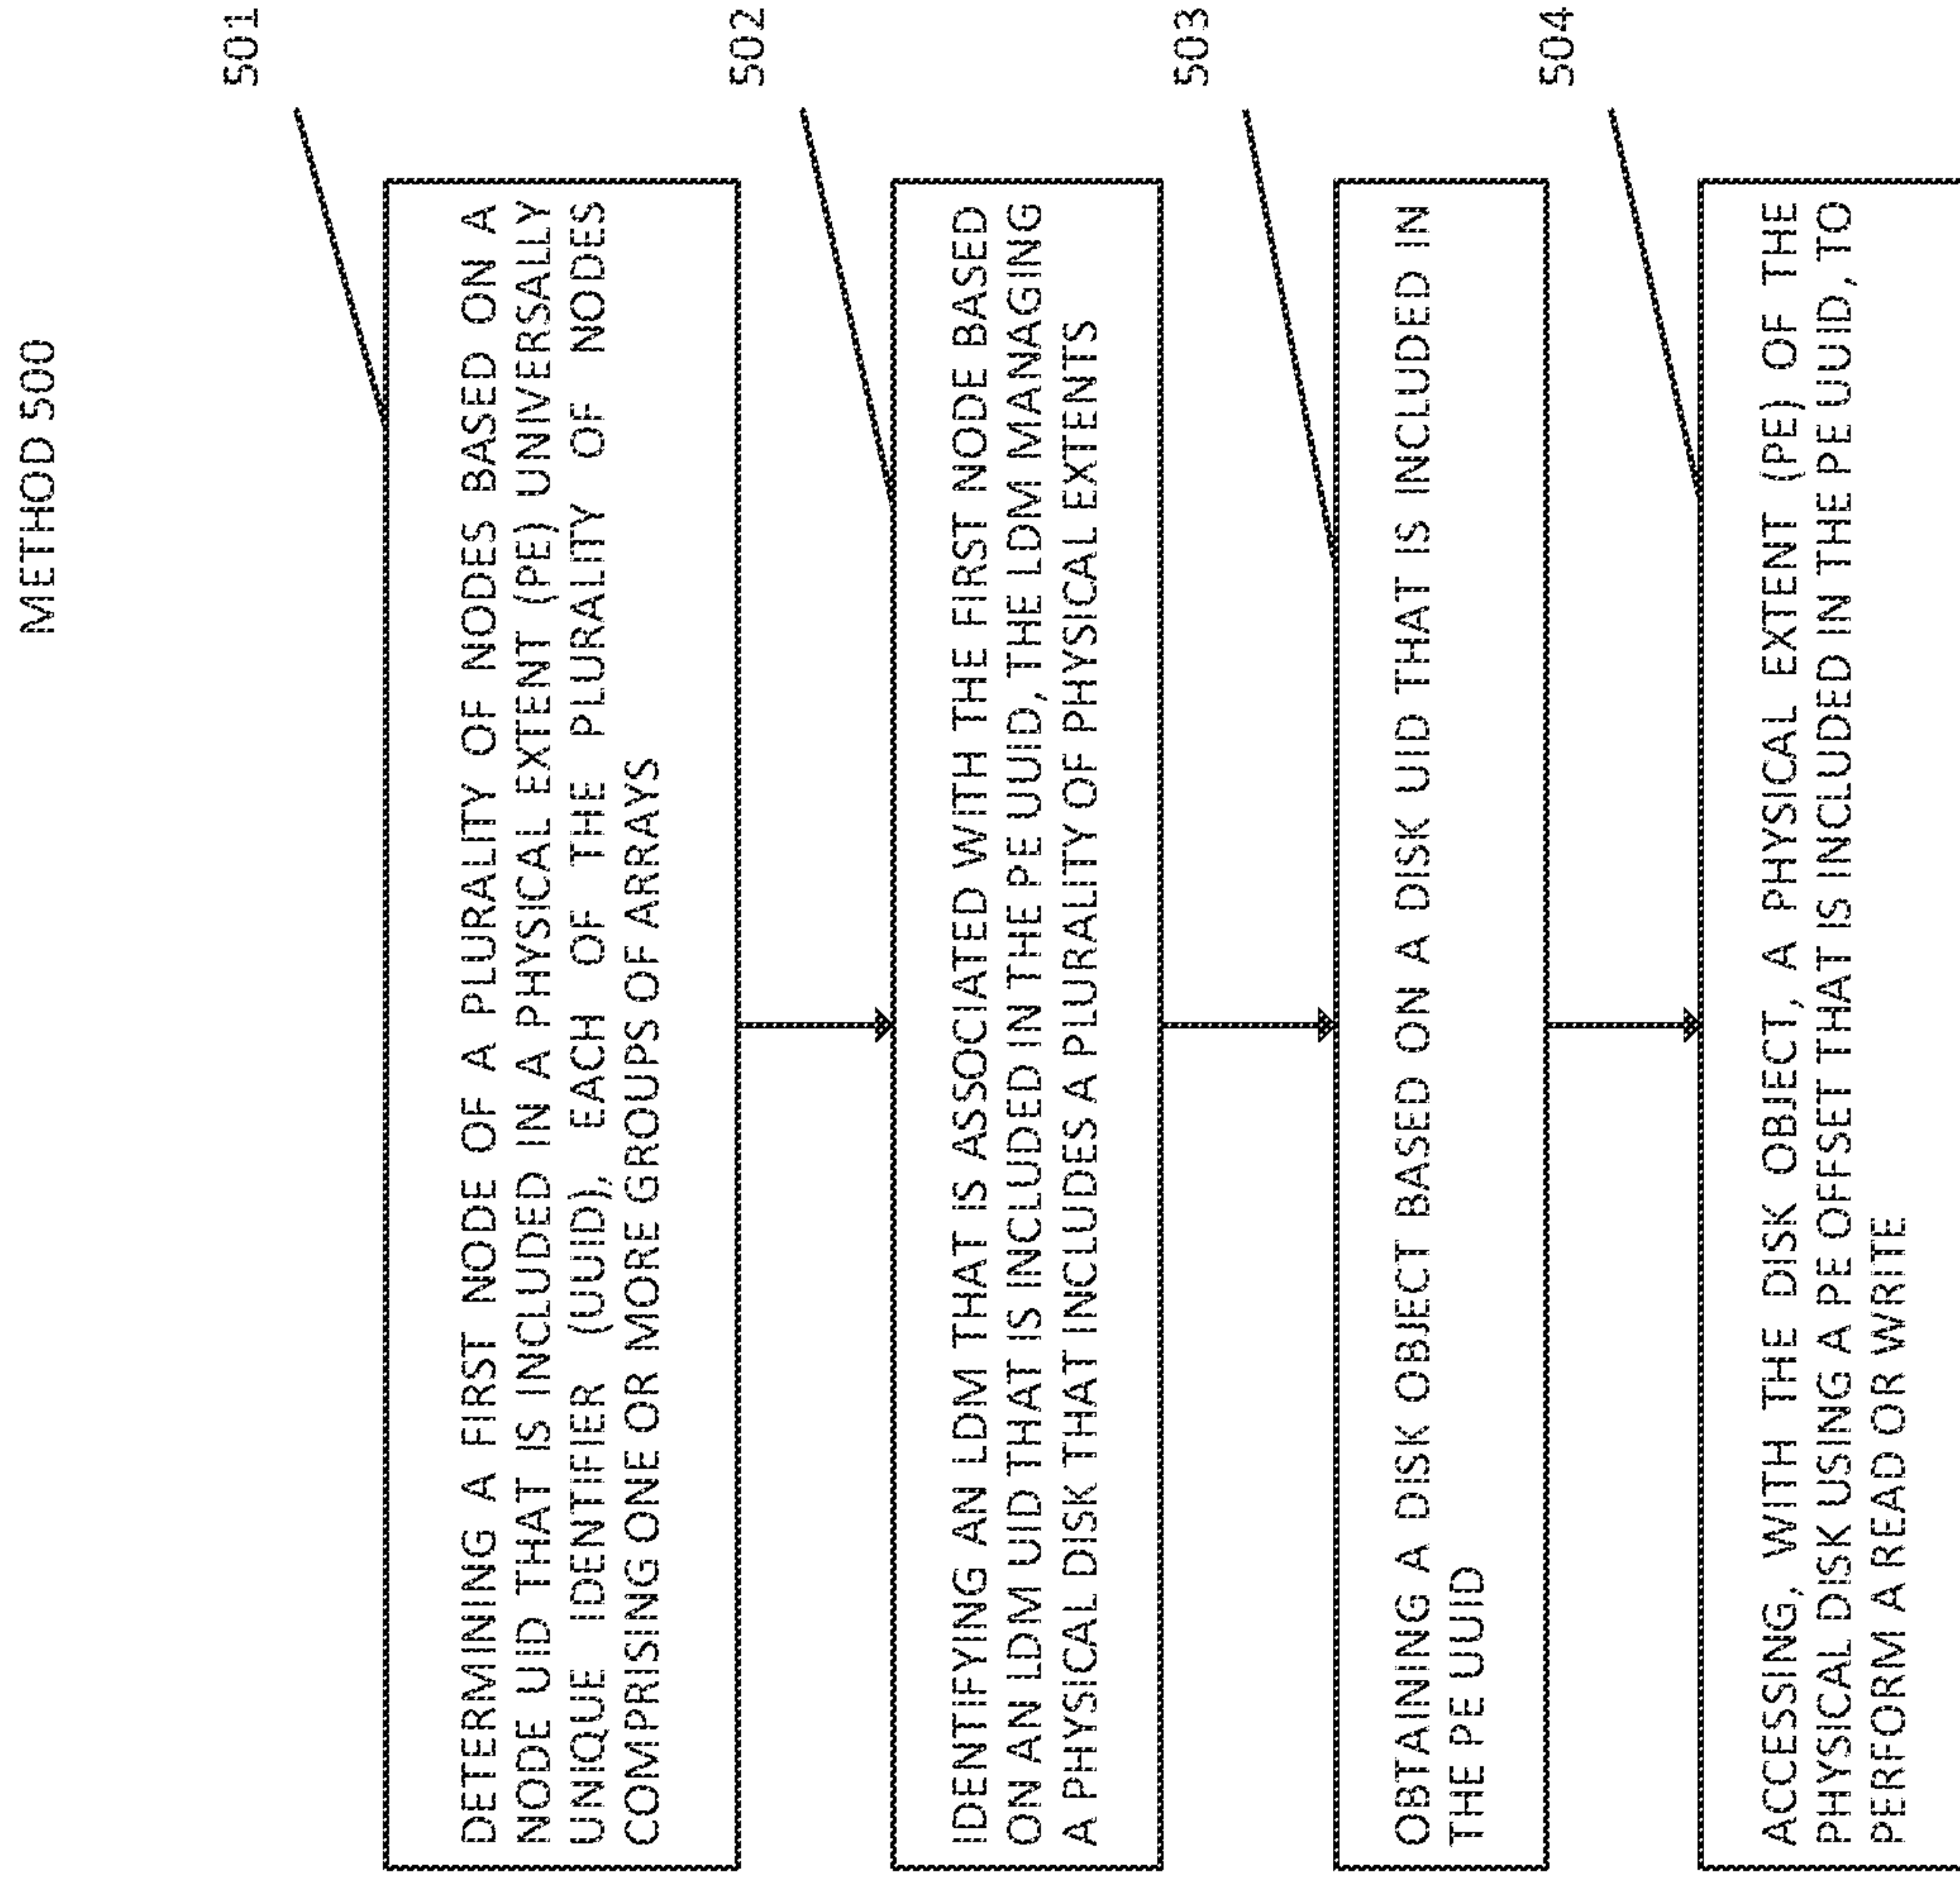 METHOD 500
501
DETERMINING A FIRST NODE OF A PLURALITY OF NODES BASED ON A
NODE UID THAT IS INCLUDED IN A PHYSICAL EXTENT (PE) UNIVERSALLY
UNIQUE IDENTIFIER (UUID), EACH OF THE PLURALITY OF NODES
COMPRISING ONE OR MORE GROUPS OF ARRAYS
502
IDENTIFYING AN LDM THAT IS ASSOCIATED WITH THE FIRST NODE BASED
ON AN LDM UID THAT IS INCLUDED IN THE PE UUID, THE LDM MANAGING
A PHYSICAL DISK THAT INCLUDES A PLURALITY OF PHYSICAL EXTENTS
503
OBTAINING A DISK OBJECT BASED ON A DISK UID THAT IS INCLUDED IN
THE PE UUID
504
ACCESSING, WITH THE DISK OBJECT, A PHYSICAL EXTENT (PE) OF THE
PHYSICAL DISK USING A PE OFFSET THAT IS INCLUDED IN THE PE UUID, TO
PERFORM A READ OR WRITE